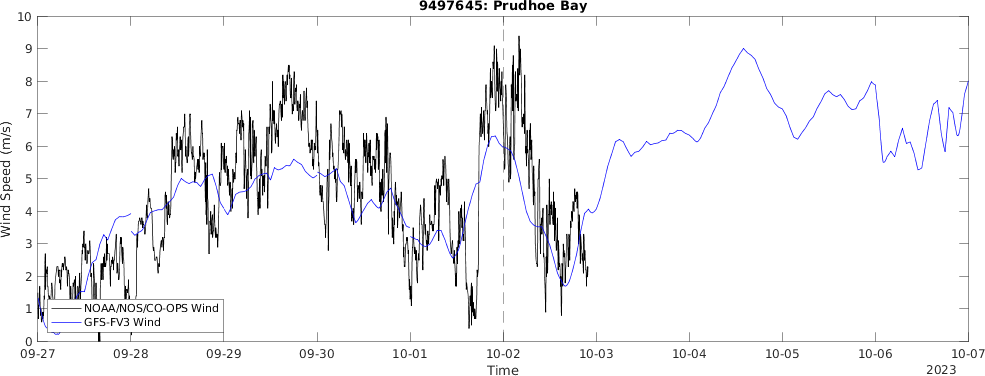 9497645: Prudhoe Bay
Wind Speed (m/s)
10
9
8
7
6
5
4
3
2
1
0
NOAA/NOS/CO-OPS Wind
GFS-FV3 Wind
09-27 09-28 09-29 09-30 10-01 10-02 10-03 10-04 10-05 10-06 10-07
Time
2023